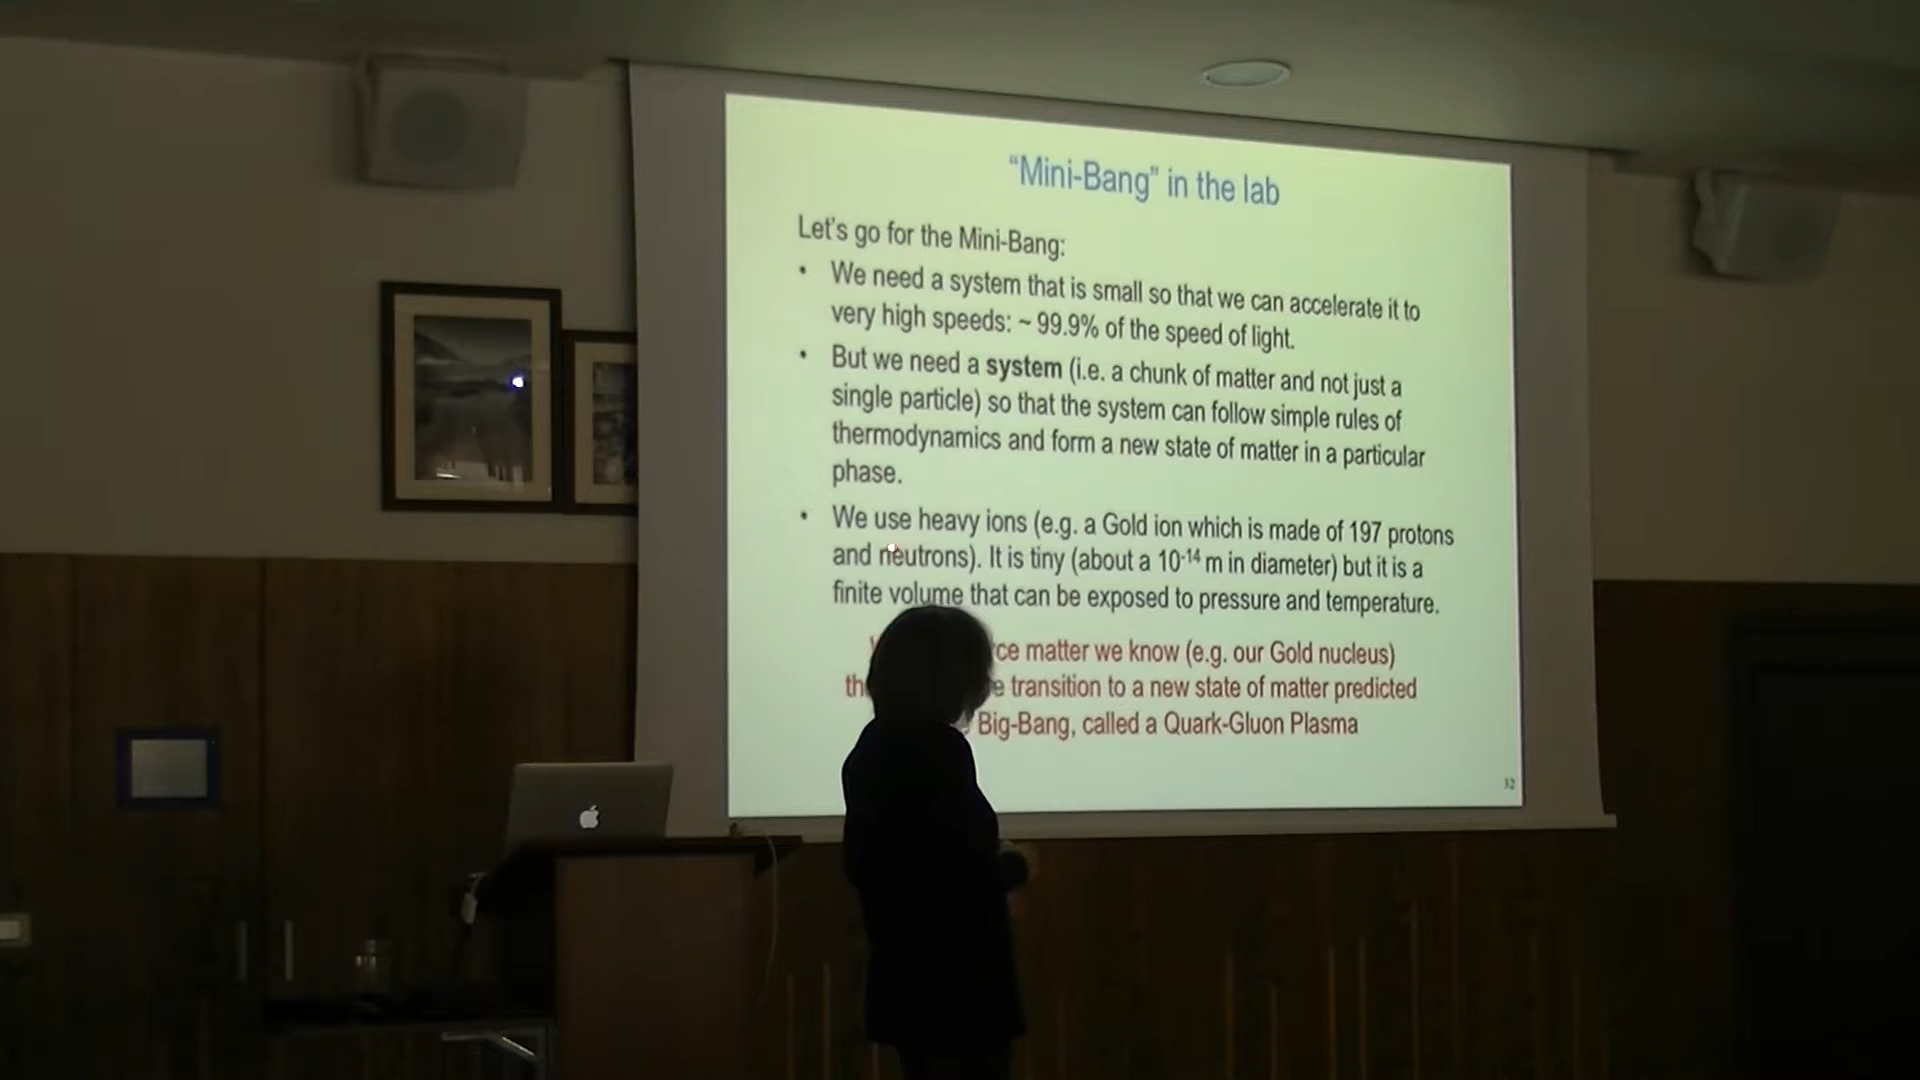 “Mini-Bang” in the lab
Let's go for the Mini-Bang:
• We need a system that is small so that we can accelerate it to
very high speeds: ~ 99.9% of the speed of light.
• But we need a system (i.e. a chunk of matter and not just a
single particle) so that the system can follow simple rules of
thermodynamics and form a new state of matter in a particular
phase.
• We use heavy ions (e.g. a Gold ion which is made of 197 protons
and neutrons). It is tiny (about a 10⁻¹⁴ m in diameter) but it is a
finite volume that can be exposed to pressure and temperature.
matter we know (e.g. our Gold nucleus)
transition to a new state of matter predicted
Big-Bang, called a Quark-Gluon Plasma
32